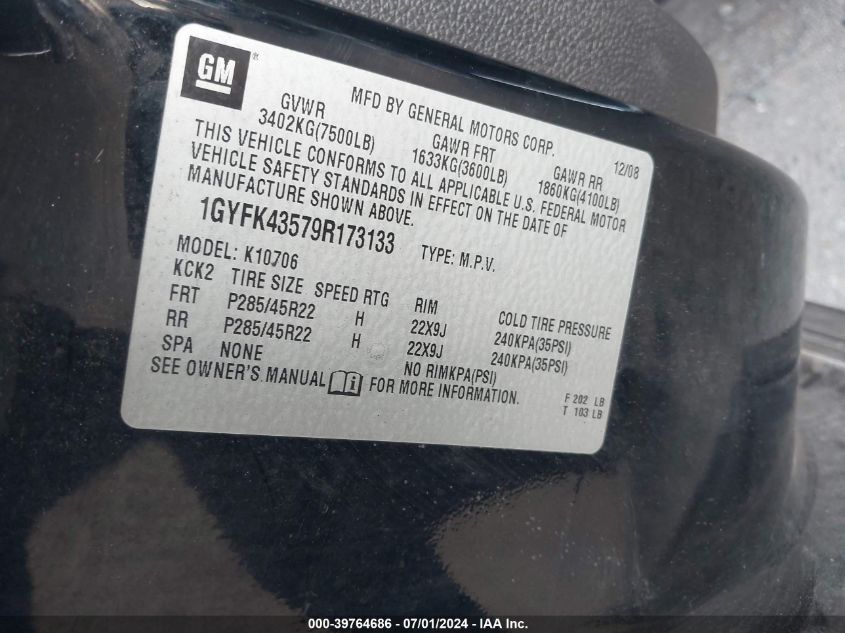 GM ®
MFD BY GENERAL MOTORS CORP. 12/08
GVWR GAWR FRT GAWR RR
3402KG(7500LB) 1633KG(3600LB) 1860KG(4100LB)
THIS VEHICLE CONFORMS TO ALL APPLICABLE U.S. FEDERAL MOTOR
VEHICLE SAFETY STANDARDS IN EFFECT ON THE DATE OF
MANUFACTURE SHOWN ABOVE.
1GYFK43579R173133 TYPE: M.P.V.
MODEL: K10706
KCK2 TIRE SIZE SPEED RTG RIM COLD TIRE PRESSURE
FRT P285/45R22 H 22X9J 240KPA(35PSI)
RR P285/45R22 H 22X9J 240KPA(35PSI)
SPA NONE NO RIMKPA(PSI)
SEE OWNER'S MANUAL FOR MORE INFORMATION.
F 202 LB
T 103 LB
000-39764686 - 07/01/2024 - IAA Inc.